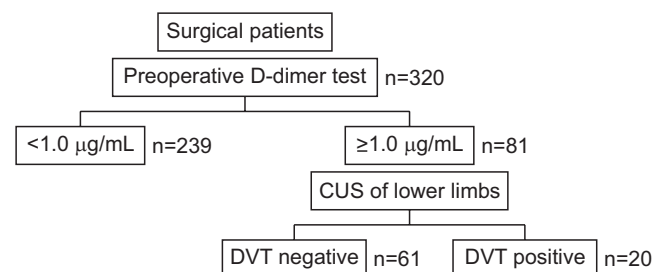 Surgical patients
Preoperative D-dimer test n=320
<1.0 μg/mL n=239 ≥1.0 μg/mL n=81
CUS of lower limbs
DVT negative n=61 DVT positive n=20